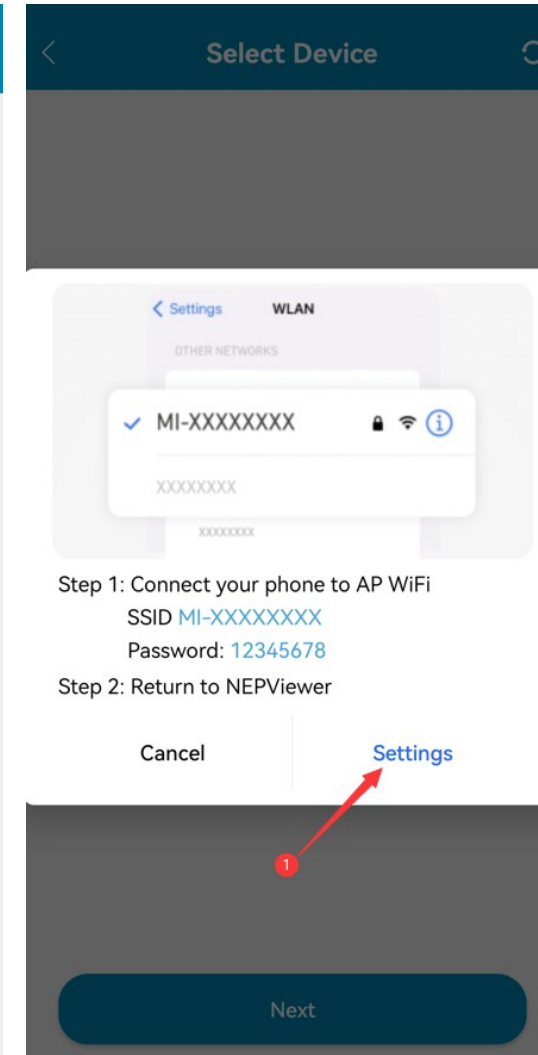 Select Device
Settings WLAN
OTHER NETWORKS
MI-XXXXXXXX
XXXXXXXX
XXXXXXXX
Step 1: Connect your phone to AP WiFi
SSID MI-XXXXXXXX
Password: 12345678
Step 2: Return to NEPViewer
Cancel Settings
1
Next